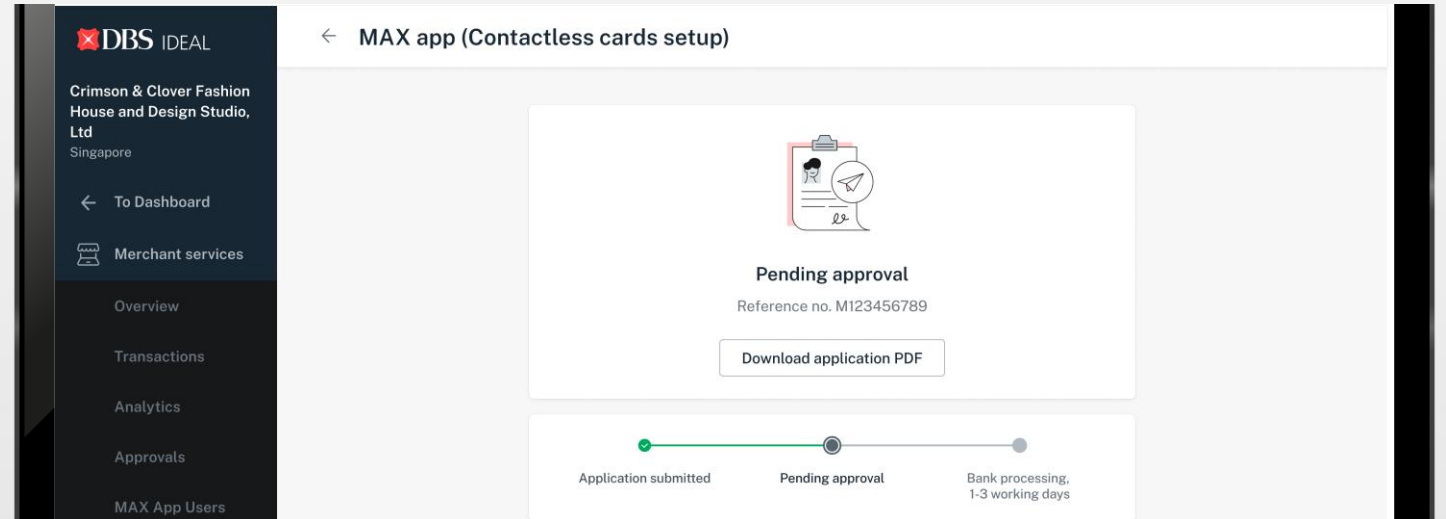 DBS IDEAL
MAX app (Contactless cards setup)
Crimson & Clover Fashion
House and Design Studio,
Ltd
Singapore
To Dashboard
Merchant services
Overview
Transactions
Analytics
Approvals
MAX App Users
Pending approval
Reference no. M123456789
Download application PDF
Application submitted
Pending approval
Bank processing,
1-3 working days